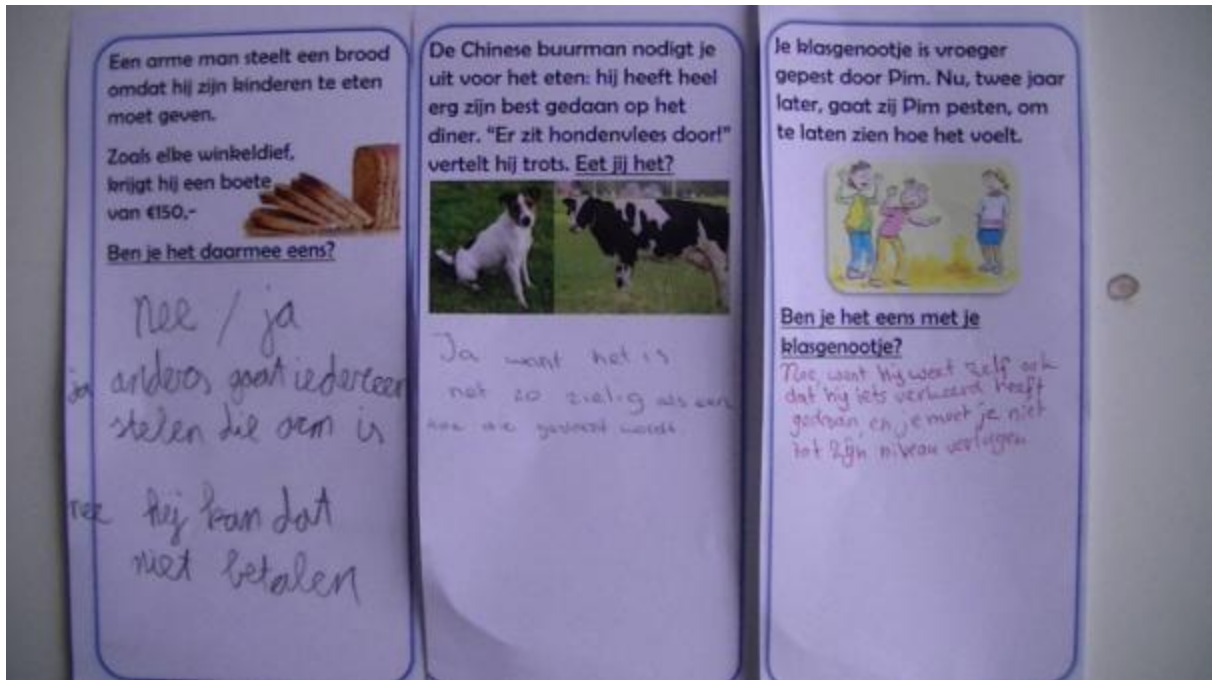 Een arme man steelt een brood
omdat hij zijn kinderen te eten
moet geven.
Zoals elke winkeldief,
krijgt hij een boete
van €150,-
Ben je het daarmee eens?
Nee / ja
ja anders gaat iedereen
stelen die arm is
nee hij kan dat
niet betalen
De Chinese buurman nodigt je
uit voor het eten: hij heeft heel
erg zijn best gedaan op het
diner. "Er zit hondenvlees door!"
vertelt hij trots. Eet jij het?
Ja want het is
net zo zielig als een
koe die geslacht wordt.
Je klasgenootje is vroeger
gepest door Pim. Nu, twee jaar
later, gaat zij Pim pesten, om
te laten zien hoe het voelt.
Ben je het eens met je
klasgenootje?
Nee, want hij weet zelf ook
dat hij iets verkeerd heeft
gedaan en je moet je niet
tot zijn niveau verlagen